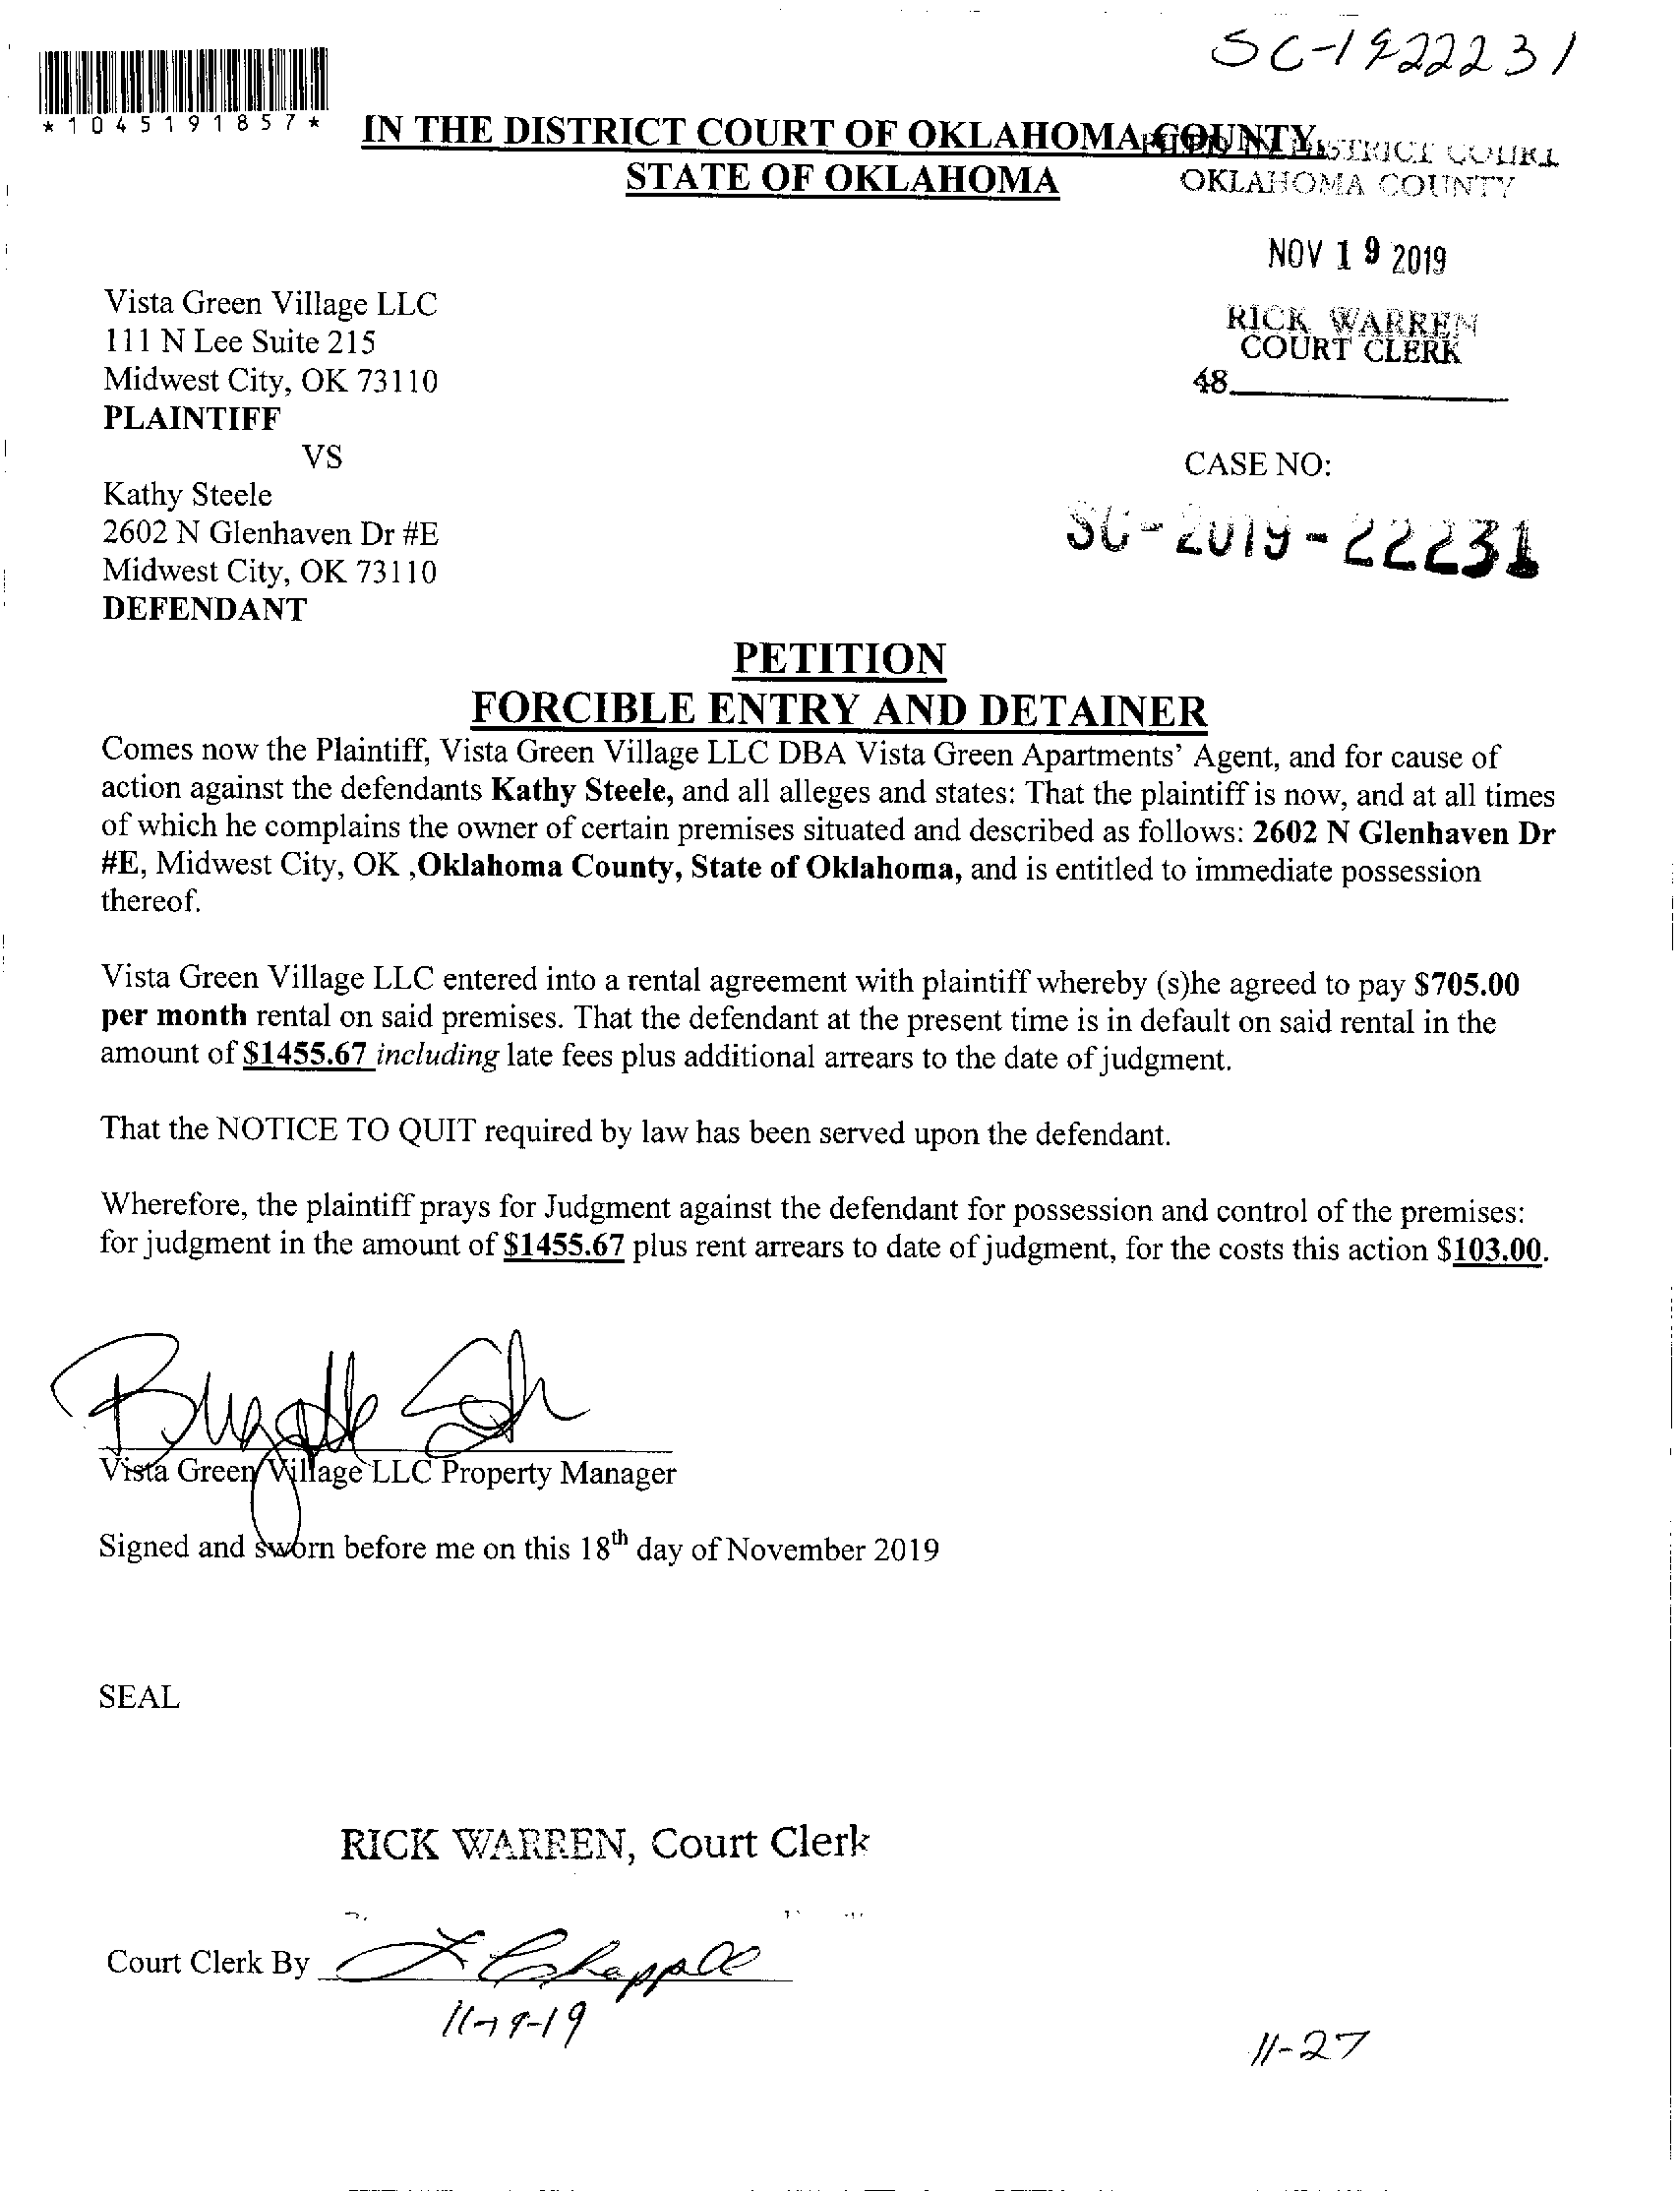 SC-1922231
*1045191857*
IN THE DISTRICT COURT OF OKLAHOMA COUNTY
STATE OF OKLAHOMA
DISTRICT COURT
OKLAHOMA COUNTY
NOV 19 2019
RICK WARREN
COURT CLERK
48
Vista Green Village LLC
111 N Lee Suite 215
Midwest City, OK 73110
PLAINTIFF
VS
Kathy Steele
2602 N Glenhaven Dr #E
Midwest City, OK 73110
DEFENDANT
CASE NO:
SC-2019-22231
PETITION
FORCIBLE ENTRY AND DETAINER
Comes now the Plaintiff, Vista Green Village LLC DBA Vista Green Apartments' Agent, and for cause of
action against the defendants Kathy Steele, and all alleges and states: That the plaintiff is now, and at all times
of which he complains the owner of certain premises situated and described as follows: 2602 N Glenhaven Dr
#E, Midwest City, OK ,Oklahoma County, State of Oklahoma, and is entitled to immediate possession
thereof.
Vista Green Village LLC entered into a rental agreement with plaintiff whereby (s)he agreed to pay $705.00
per month rental on said premises. That the defendant at the present time is in default on said rental in the
amount of $1455.67 including late fees plus additional arrears to the date of judgment.
That the NOTICE TO QUIT required by law has been served upon the defendant.
Wherefore, the plaintiff prays for Judgment against the defendant for possession and control of the premises:
for judgment in the amount of $1455.67 plus rent arrears to date of judgment, for the costs this action $103.00.
Vista Green Village LLC Property Manager
Signed and sworn before me on this 18th day of November 2019
SEAL
RICK WARREN, Court Clerk
Court Clerk By
11-19-19
11-27